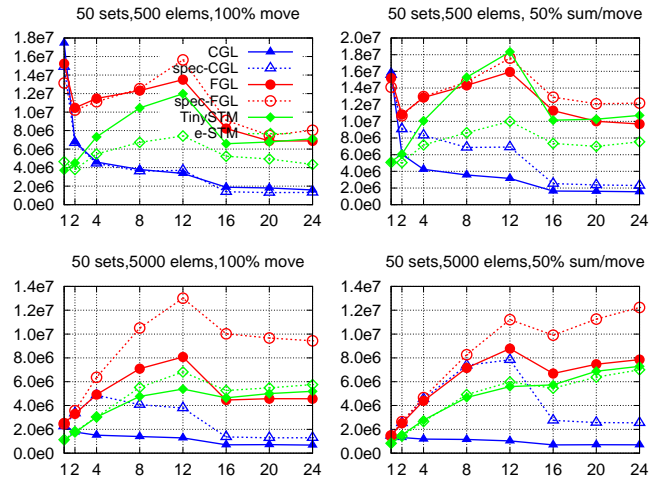 50 sets,500 elems,100% move
1.8e7
1.6e7
1.4e7
1.2e7
1.0e7
8.0e6
6.0e6
4.0e6
2.0e6
0.0e0
1 2 4 8 12 16 20 24
CGL
spec-CGL
FGL
spec-FGL
TinySTM
e-STM
50 sets,500 elems, 50% sum/move
2.0e7
1.8e7
1.6e7
1.4e7
1.2e7
1.0e7
8.0e6
6.0e6
4.0e6
2.0e6
0.0e0
1 2 4 8 12 16 20 24
50 sets,5000 elems,100% move
1.4e7
1.2e7
1.0e7
8.0e6
6.0e6
4.0e6
2.0e6
0.0e0
1 2 4 8 12 16 20 24
50 sets,5000 elems,50% sum/move
1.4e7
1.2e7
1.0e7
8.0e6
6.0e6
4.0e6
2.0e6
0.0e0
1 2 4 8 12 16 20 24